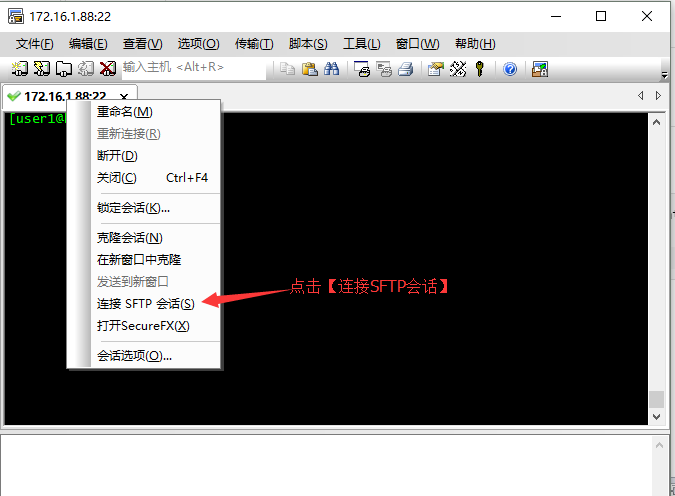 172.16.1.88:22
文件(F) 编辑(E) 查看(V) 选项(O) 传输(T) 脚本(S) 工具(L) 窗口(W) 帮助(H)
输入主机 <Alt+R>
172.16.1.88:22
[user1@
重命名(M)
重新连接(R)
断开(D)
关闭(C) Ctrl+F4
锁定会话(K)...
克隆会话(N)
在新窗口中克隆
发送到新窗口
连接 SFTP 会话(S)
点击【连接SFTP会话】
打开SecureFX(X)
会话选项(O)...